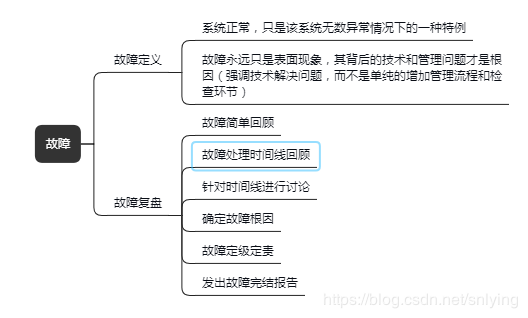 系统正常，只是该系统无数异常情况下的一种特例
故障定义
故障永远只是表面现象，其背后的技术和管理问题才是根
因（强调技术解决问题，而不是单纯的增加管理流程和检
查环节）
故障
故障简单回顾
故障处理时间线回顾
针对时间线进行讨论
故障复盘
确定故障根因
故障定级定责
发出故障完结报告
https://blog.csdn.net/snlying